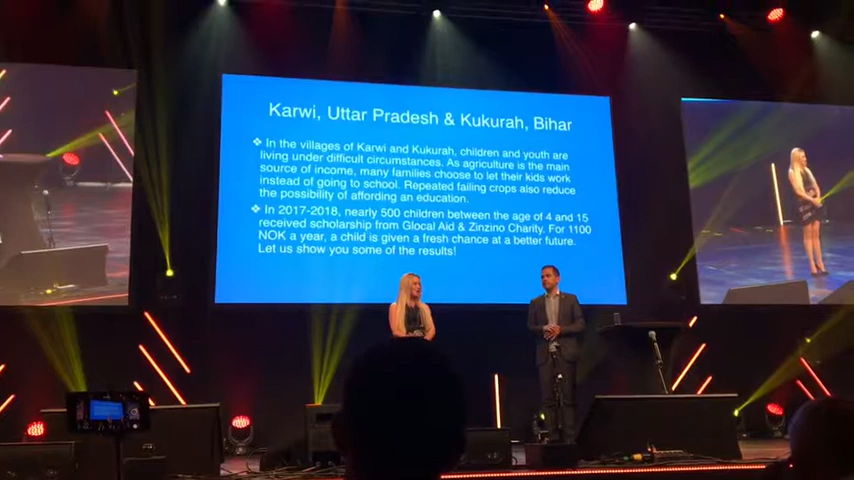 Karwi, Uttar Pradesh & Kukurah, Bihar
❖ In the villages of Karwi and Kukurah, children and youth are
living under difficult circumstances. As agriculture is the main
source of income, many families choose to let their kids work
instead of going to school. Repeated failing crops also reduce
the possibility of affording an education.
❖ In 2017-2018, nearly 500 children between the age of 4 and 15
received scholarship from Glocal Aid & Zinzino Charity. For 1100
NOK a year, a child is given a fresh chance at a better future.
Let us show you some of the results!